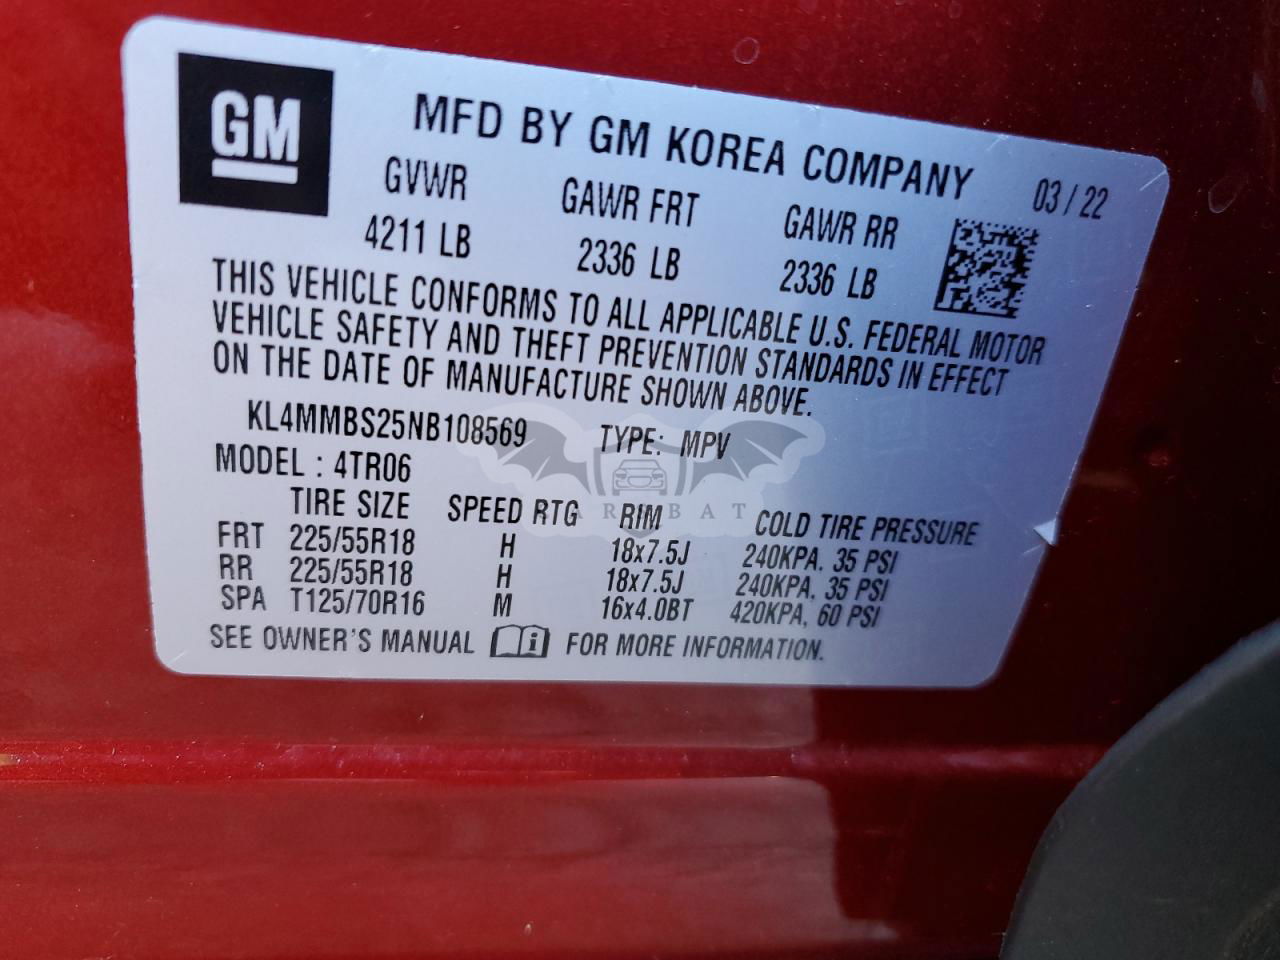 GM
MFD BY GM KOREA COMPANY 03 / 22
GVWR GAWR FRT GAWR RR
4211 LB 2336 LB 2336 LB
THIS VEHICLE CONFORMS TO ALL APPLICABLE U.S. FEDERAL MOTOR
VEHICLE SAFETY AND THEFT PREVENTION STANDARDS IN EFFECT
ON THE DATE OF MANUFACTURE SHOWN ABOVE.
KL4MMBS25NB108569 TYPE: MPV
MODEL : 4TR06
TIRE SIZE SPEED RTG RIM COLD TIRE PRESSURE
FRT 225/55R18 H 18x7.5J 240KPA. 35 PSI
RR 225/55R18 H 18x7.5J 240KPA, 35 PSI
SPA T125/70R16 M 16x4.0BT 420KPA, 60 PSI
SEE OWNER'S MANUAL i FOR MORE INFORMATION.